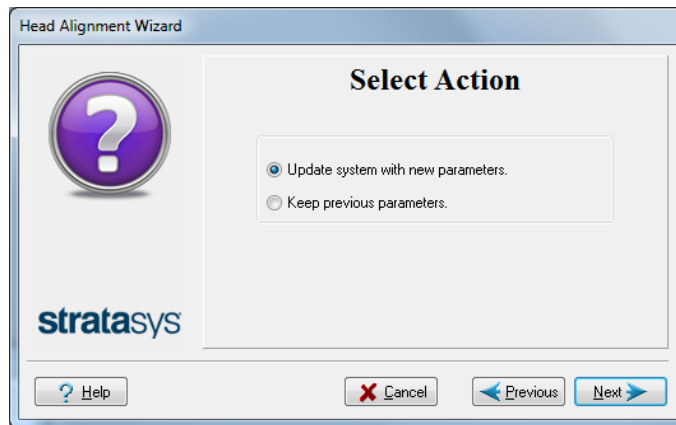 Head Alignment Wizard
Select Action
Update system with new parameters.
Keep previous parameters.
stratasys
? Help
Cancel
Previous
Next